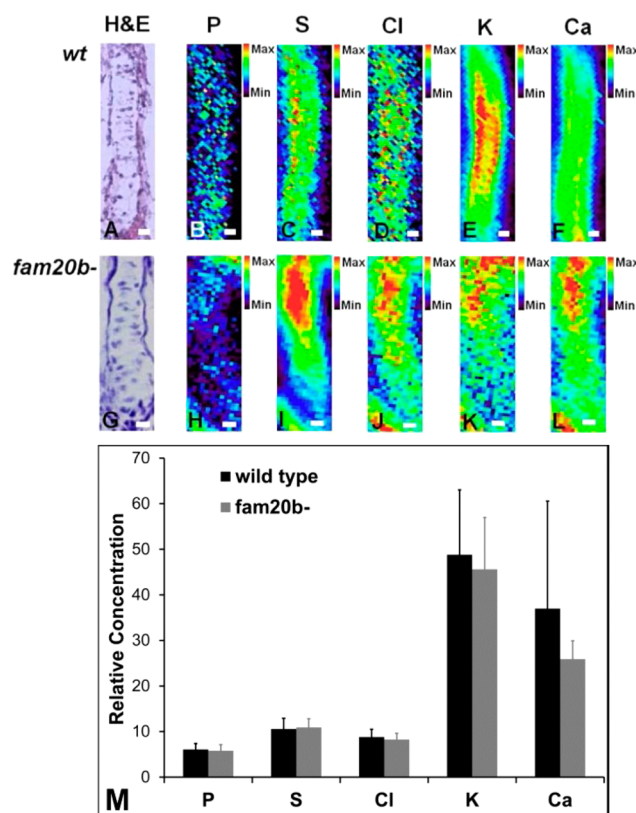 H&E P S Cl K Ca
wt
Max Max Max Max Max
Min Min Min Min Min
A B C D E F
fam20b-
Max Max Max Max Max
Min Min Min Min Min
G H I J K L
70
60
50
40
30
20
10
0
Relative Concentration
wild type
fam20b-
P S Cl K Ca
M